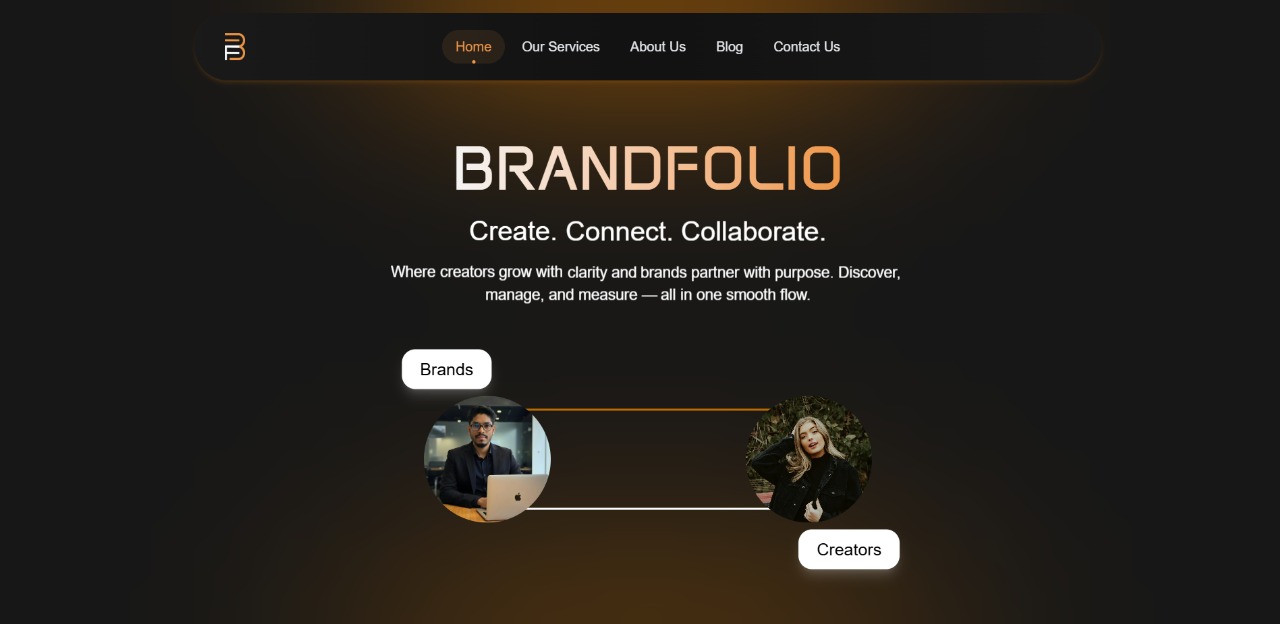 Home Our Services About Us Blog Contact Us
BRANDFOLIO
Create. Connect. Collaborate.
Where creators grow with clarity and brands partner with purpose. Discover,
manage, and measure — all in one smooth flow.
Brands
Creators